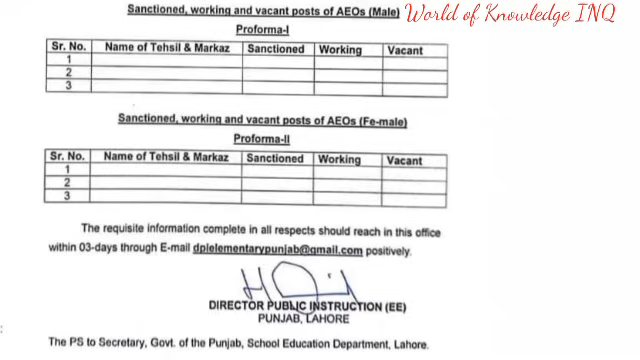 Sanctioned, working and vacant posts of AEOs (Male)
World of Knowledge INQ
Proforma-I
Sr. No. Name of Tehsil & Markaz Sanctioned Working Vacant
1
2
3
Sanctioned, working and vacant posts of AEOs (Fe-male)
Proforma-II
Sr. No. Name of Tehsil & Markaz Sanctioned Working Vacant
1
2
3
The requisite information complete in all respects should reach in this office
within 03-days through E-mail dpielementarypunjab@gmail.com positively.
DIRECTOR PUBLIC INSTRUCTION (EE)
PUNJAB, LAHORE
The PS to Secretary, Govt. of the Punjab, School Education Department, Lahore.